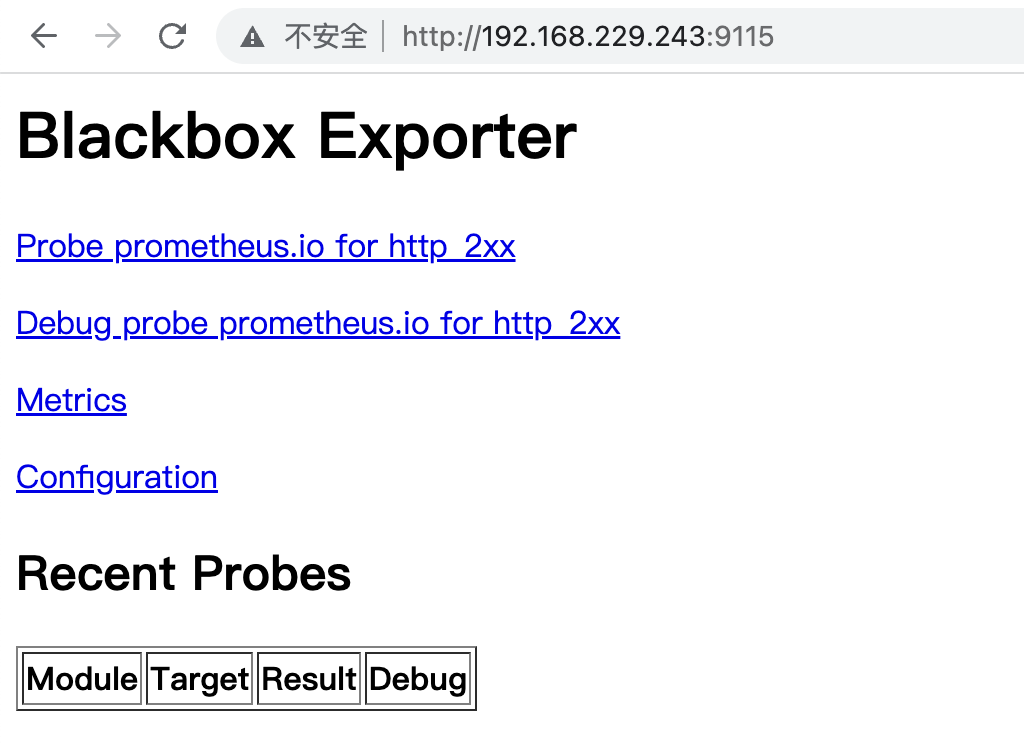 不安全 http://192.168.229.243:9115
Blackbox Exporter
Probe prometheus.io for http_2xx
Debug probe prometheus.io for http_2xx
Metrics
Configuration
Recent Probes
Module Target Result Debug